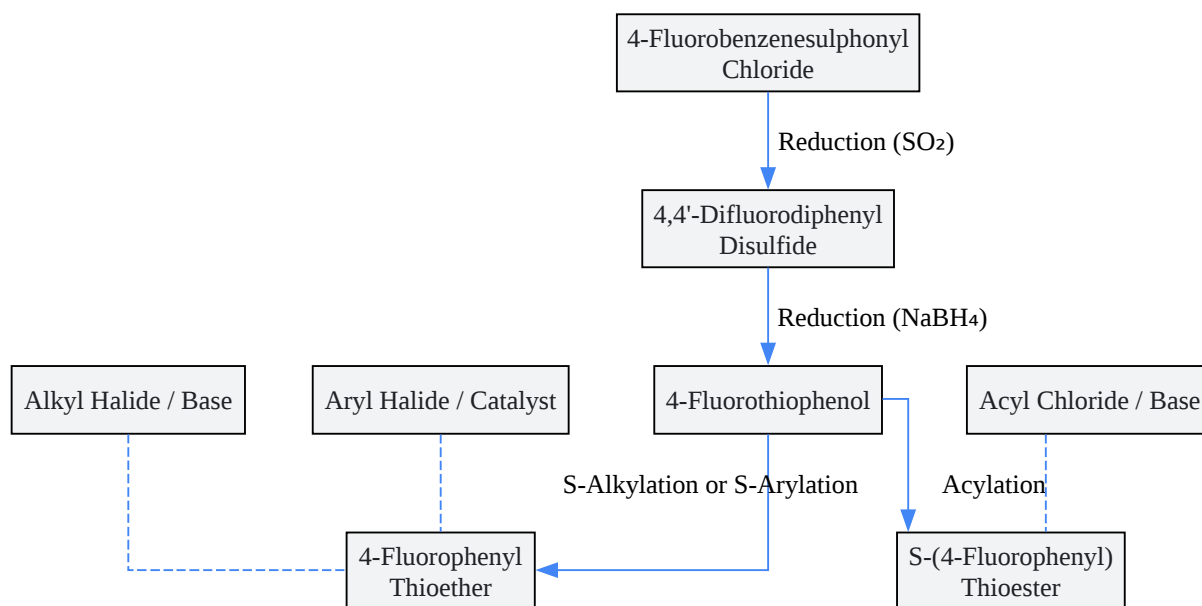 4-Fluorobenzenesulphonyl
Chloride
Reduction (SO₂)
4,4'-Difluorodiphenyl
Disulfide
Reduction (NaBH₄)
Alkyl Halide / Base
Aryl Halide / Catalyst
4-Fluorothiophenol
Acyl Chloride / Base
S-Alkylation or S-Arylation
Acylation
4-Fluorophenyl
Thioether
S-(4-Fluorophenyl)
Thioester